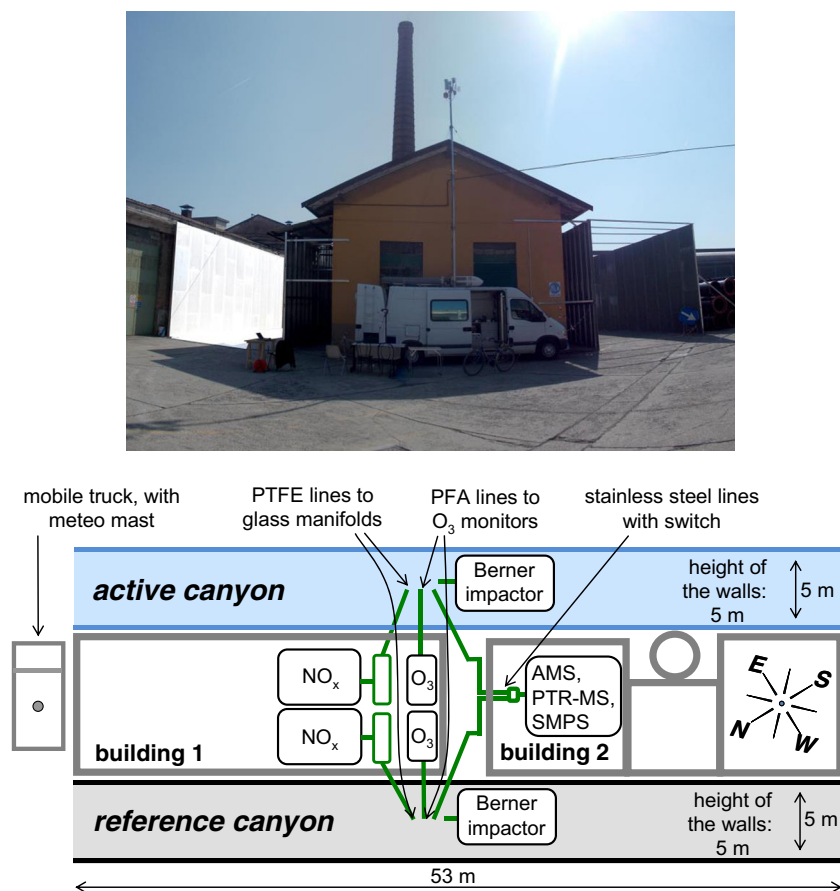 mobile truck, with
meteo mast
PTFE lines to
glass manifolds
PFA lines to
O₃ monitors
stainless steel lines
with switch
active canyon
Berner
impactor
height of
the walls:
5 m
5 m
NOₓ
O₃
AMS,
PTR-MS,
SMPS
E
S
N
W
NOₓ
O₃
building 1
building 2
reference canyon
Berner
impactor
height of
the walls:
5 m
5 m
53 m